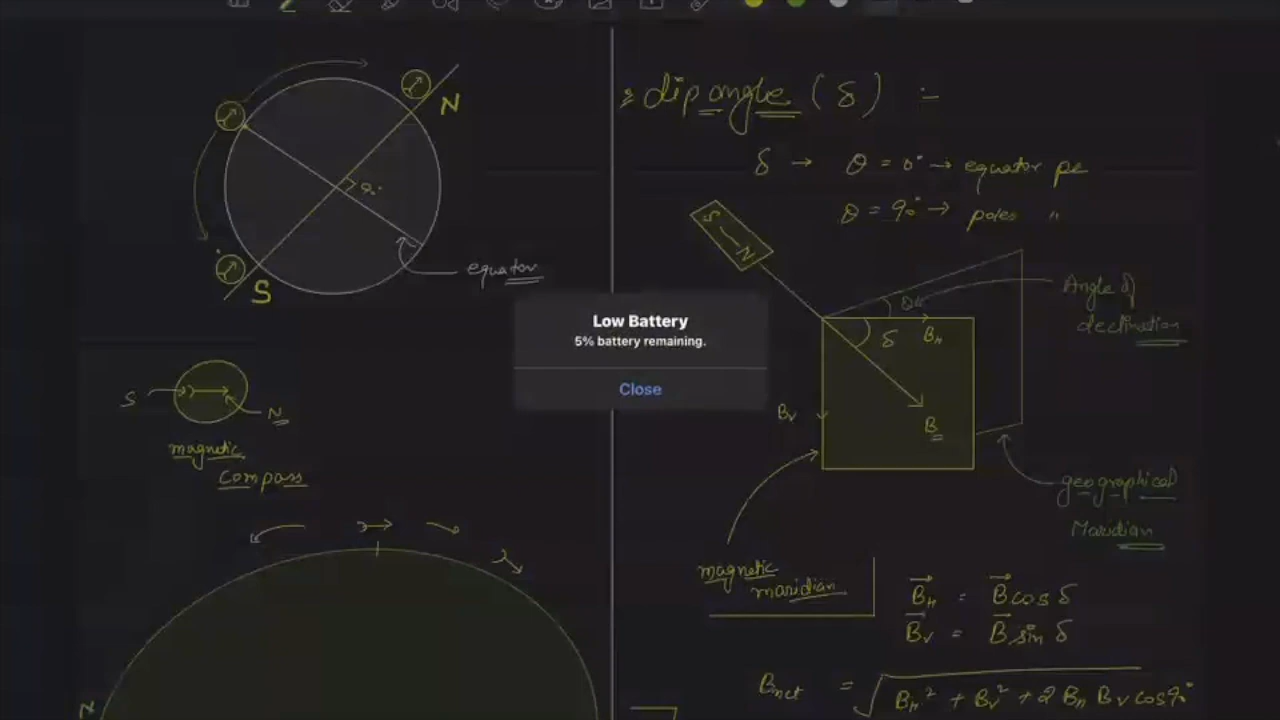 N
90°
equator
S
S
N
magnetic
compass
N
dip angle (δ) :-
δ → θ = 0° → equator pe
θ = 90° → poles "
S — N
Angle of
declination
θ
B_H
δ
B_V
B
geographical
Maridian
magnetic
maridian
B_H = B cos δ
B_V = B sin δ
B_net = √B_H² + B_V² + 2 B_H B_V cos 90°
Low Battery
5% battery remaining.
Close